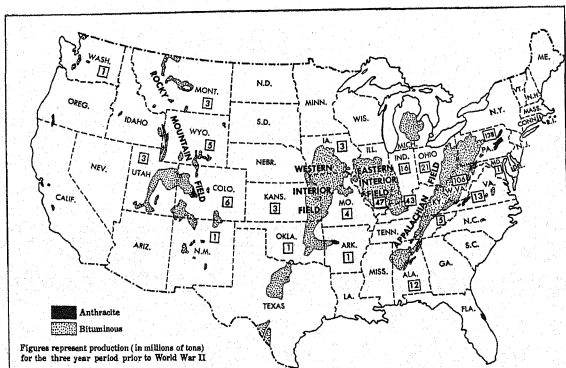 WASH.
1
MONT.
3
N.D.
MINN.
ME.
VT.
N.H.
MASS.
CONN.
R.I.
N.Y.
OREG.
IDAHO
WYO.
5
S.D.
WIS.
MICH.
ROCKY
MOUNTAIN
FIELD
NEBR.
IA.
3
ILL.
47
IND.
16
OHIO
21
PA.
N.J.
NEV.
3
UTAH
COLO.
6
KANS.
3
MO.
4
WESTERN
INTERIOR
FIELD
EASTERN
INTERIOR
FIELD
43
APPALACHIAN
FIELD
VA.
13
CALIF.
ARIZ.
1
N.M.
OKLA.
1
ARK.
1
TENN.
5
N.C.
S.C.
TEXAS
LA.
MISS.
ALA.
12
GA.
FLA.
Anthracite
Bituminous
Figures represent production (in millions of tons)
for the three year period prior to World War II